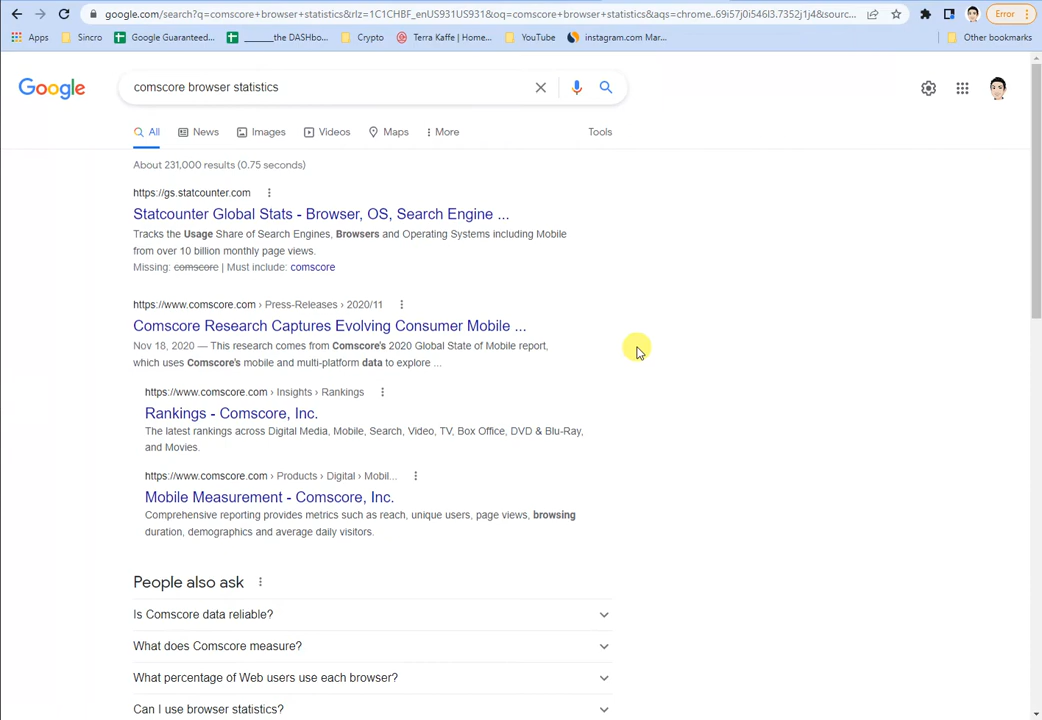 google.com/search?q=comscore+browser+statistics&rlz=1C1CHBF_enUS931US931&oq=comscore+browser+statistics&aqs=chrome..69i57j0i546l3.7352j1j4&sourc...
Error
Apps
Sincro
Google Guaranteed...
______the DASHbo...
Crypto
Terra Kaffe | Home...
YouTube
instagram.com Mar...
Other bookmarks
Google
comscore browser statistics
All
News
Images
Videos
Maps
More
Tools
About 231,000 results (0.75 seconds)
https://gs.statcounter.com
Statcounter Global Stats - Browser, OS, Search Engine ...
Tracks the Usage Share of Search Engines, Browsers and Operating Systems including Mobile
from over 10 billion monthly page views.
Missing: comscore | Must include: comscore
https://www.comscore.com › Press-Releases › 2020/11
Comscore Research Captures Evolving Consumer Mobile ...
Nov 18, 2020 — This research comes from Comscore's 2020 Global State of Mobile report,
which uses Comscore's mobile and multi-platform data to explore ...
https://www.comscore.com › Insights › Rankings
Rankings - Comscore, Inc.
The latest rankings across Digital Media, Mobile, Search, Video, TV, Box Office, DVD & Blu-Ray,
and Movies.
https://www.comscore.com › Products › Digital › Mobil...
Mobile Measurement - Comscore, Inc.
Comprehensive reporting provides metrics such as reach, unique users, page views, browsing
duration, demographics and average daily visitors.
People also ask
Is Comscore data reliable?
What does Comscore measure?
What percentage of Web users use each browser?
Can I use browser statistics?